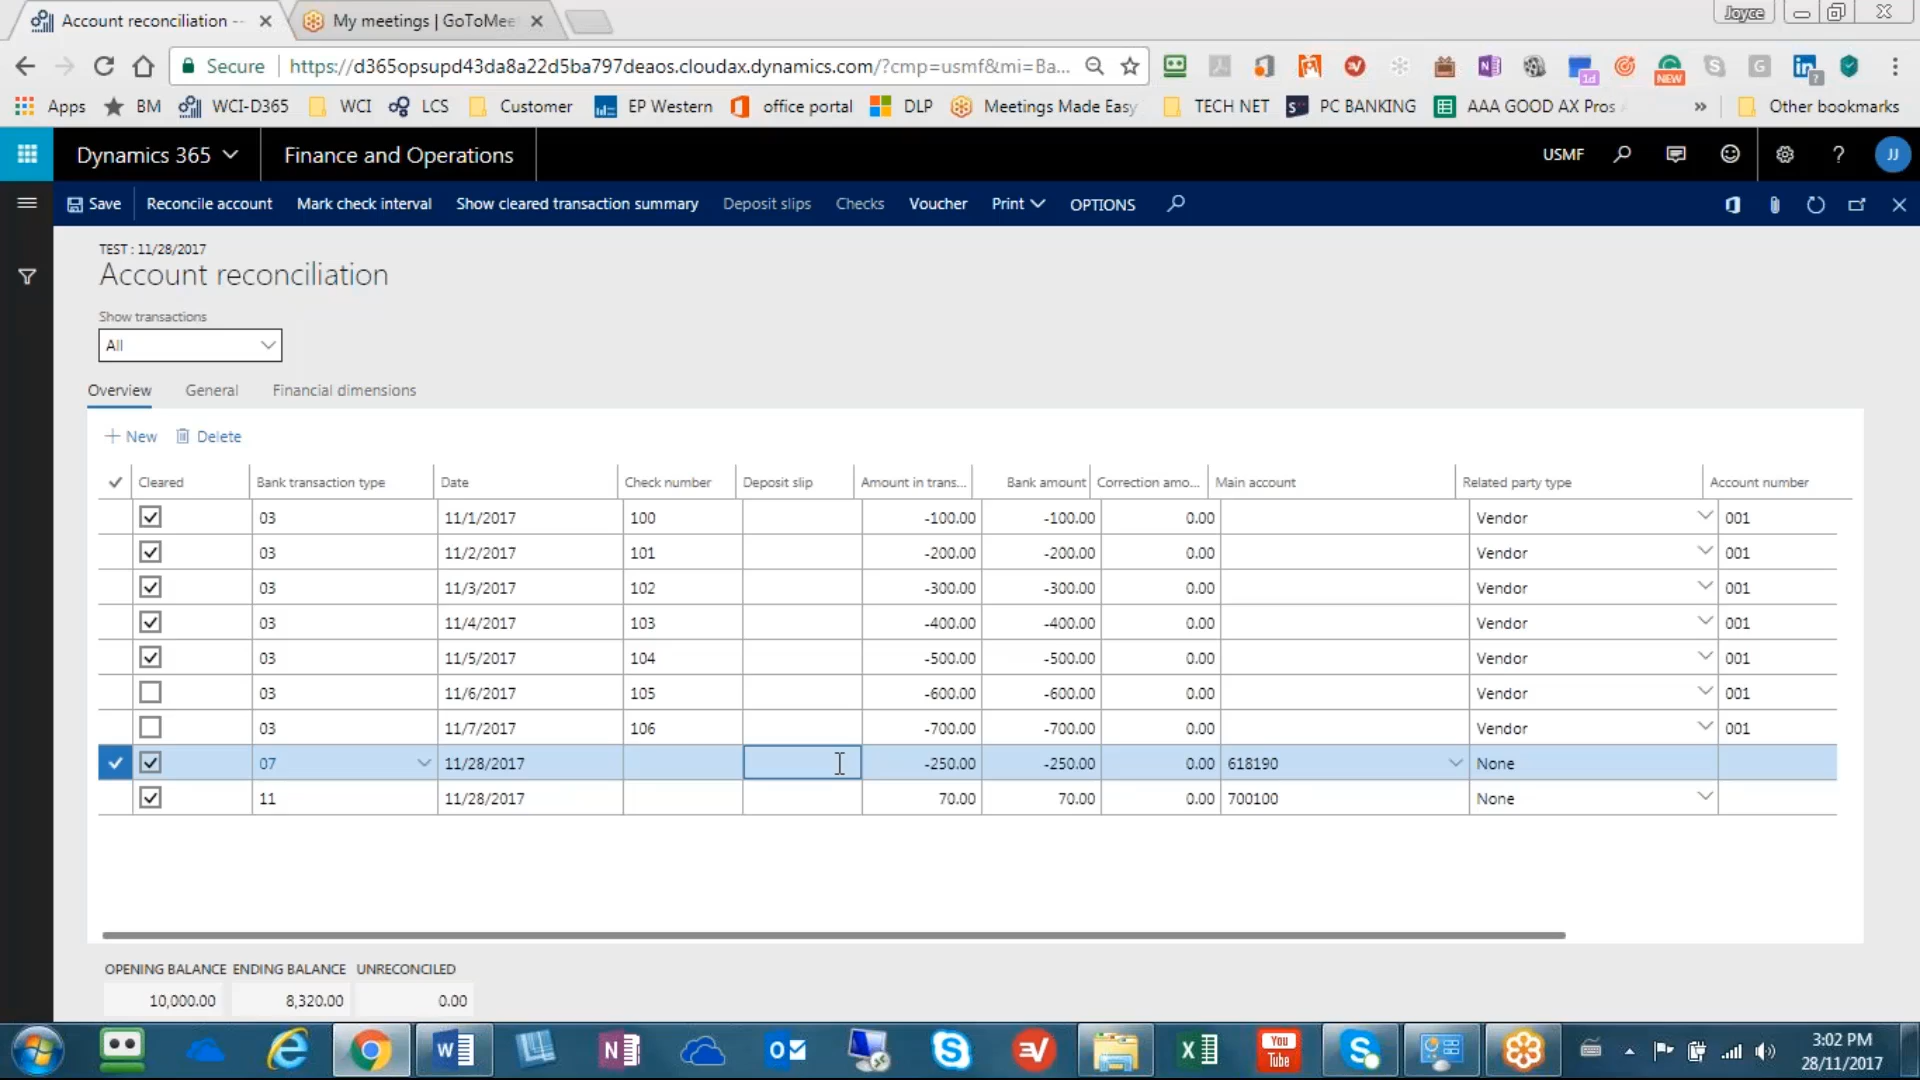 Account reconciliation -- My meetings | GoToMee Joyce
Secure https://d365opsupd43da8a22d5ba797deaos.cloudax.dynamics.com/?cmp=usmf&mi=Ba... 1d NEW ?
Apps BM WCI-D365 WCI LCS Customer EP Western office portal DLP Meetings Made Easy TECH NET PC BANKING AAA GOOD AX Pros » Other bookmarks
Dynamics 365 Finance and Operations USMF ? JJ
Save Reconcile account Mark check interval Show cleared transaction summary Deposit slips Checks Voucher Print OPTIONS
TEST : 11/28/2017
Account reconciliation
Show transactions
All
Overview General Financial dimensions
+ New Delete
Cleared Bank transaction type Date Check number Deposit slip Amount in trans... Bank amount Correction amo... Main account Related party type Account number
03 11/1/2017 100 -100.00 -100.00 0.00 Vendor 001
03 11/2/2017 101 -200.00 -200.00 0.00 Vendor 001
03 11/3/2017 102 -300.00 -300.00 0.00 Vendor 001
03 11/4/2017 103 -400.00 -400.00 0.00 Vendor 001
03 11/5/2017 104 -500.00 -500.00 0.00 Vendor 001
03 11/6/2017 105 -600.00 -600.00 0.00 Vendor 001
03 11/7/2017 106 -700.00 -700.00 0.00 Vendor 001
07 11/28/2017 -250.00 -250.00 0.00 618190 None
11 11/28/2017 70.00 70.00 0.00 700100 None
OPENING BALANCE ENDING BALANCE UNRECONCILED
10,000.00 8,320.00 0.00
You Tube
3:02 PM
28/11/2017